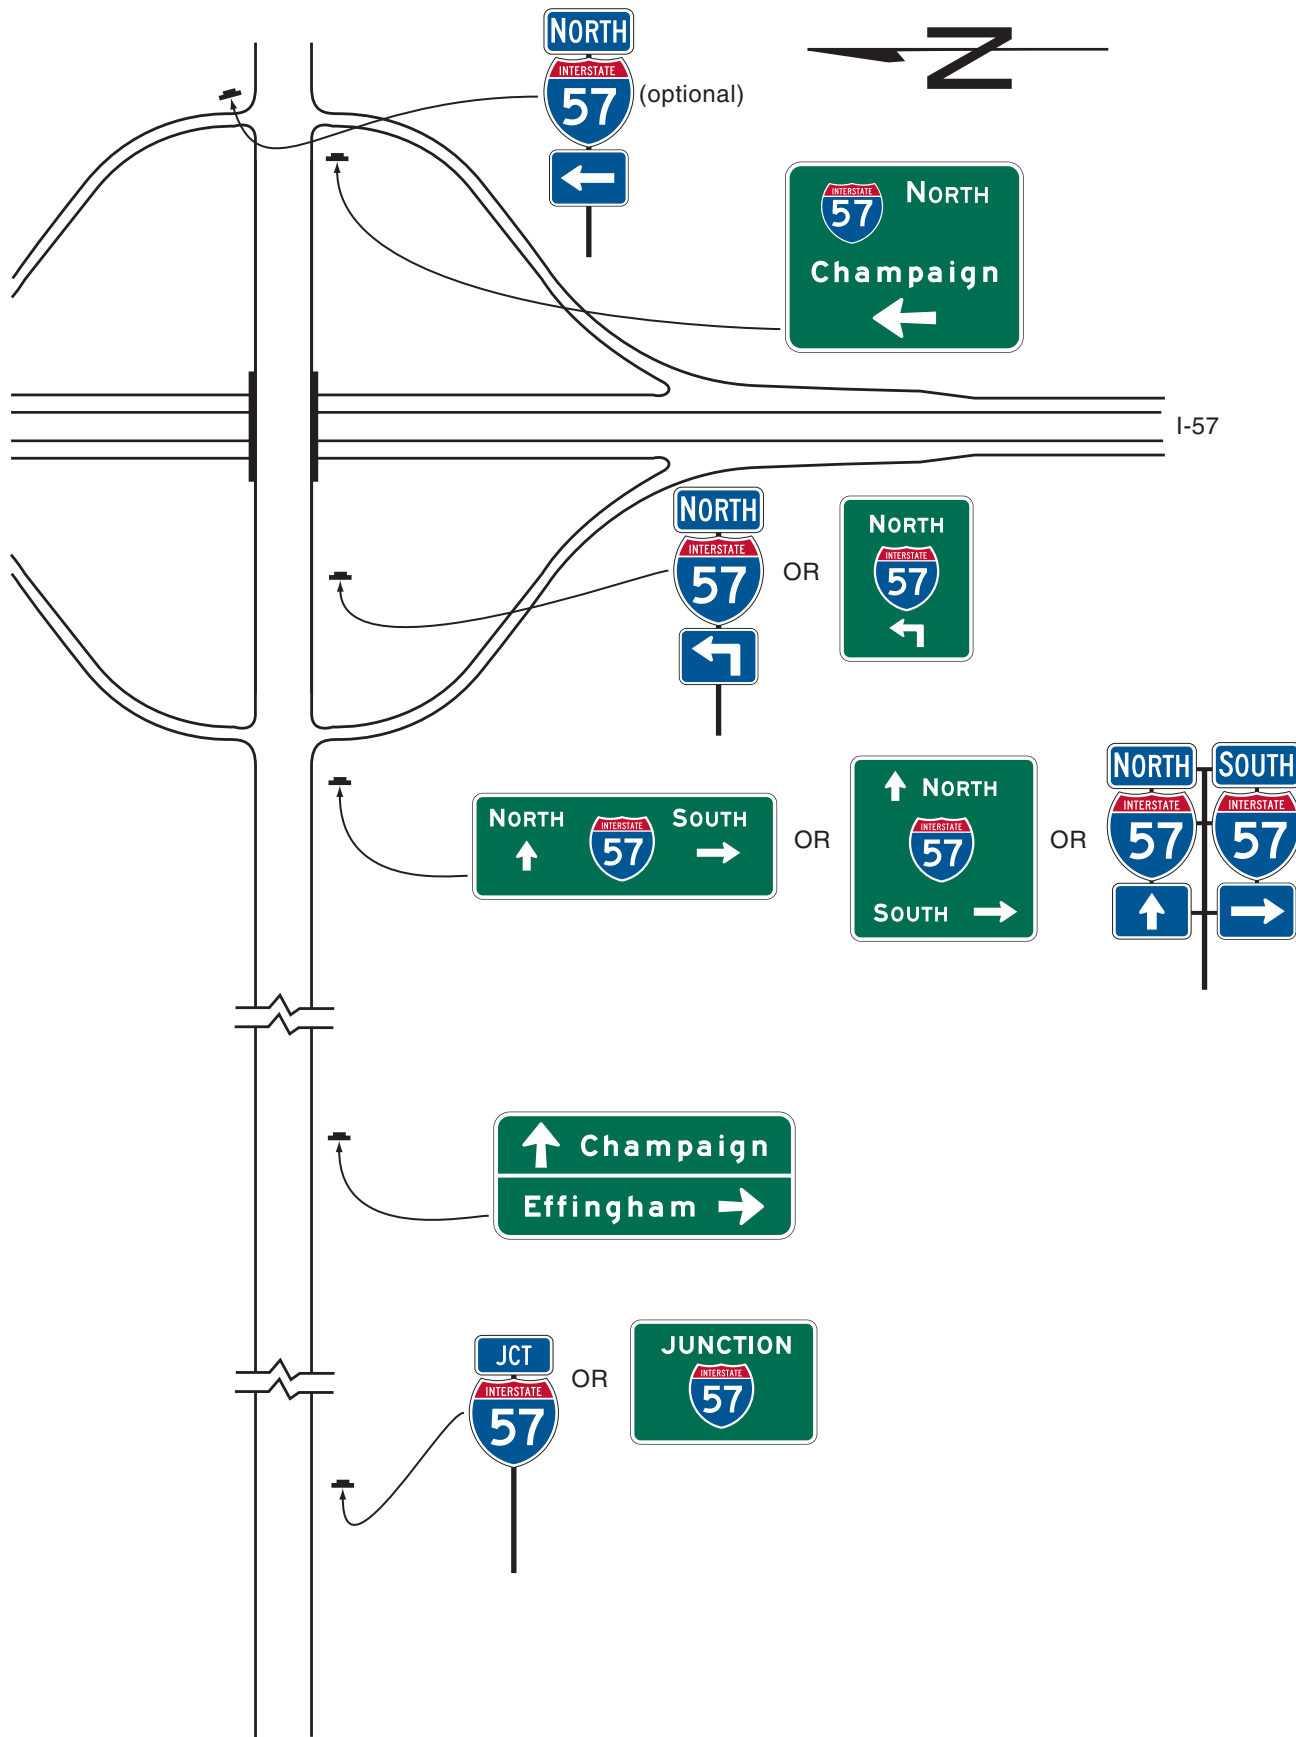 NORTH
INTERSTATE
57
(optional)
N
INTERSTATE
57
NORTH
Champaign
I-57
NORTH
INTERSTATE
57
OR
NORTH
INTERSTATE
57
NORTH
INTERSTATE
57
SOUTH
OR
NORTH
INTERSTATE
57
SOUTH
OR
NORTH
INTERSTATE
57
SOUTH
INTERSTATE
57
Champaign
Effingham
JCT
INTERSTATE
57
OR
JUNCTION
INTERSTATE
57